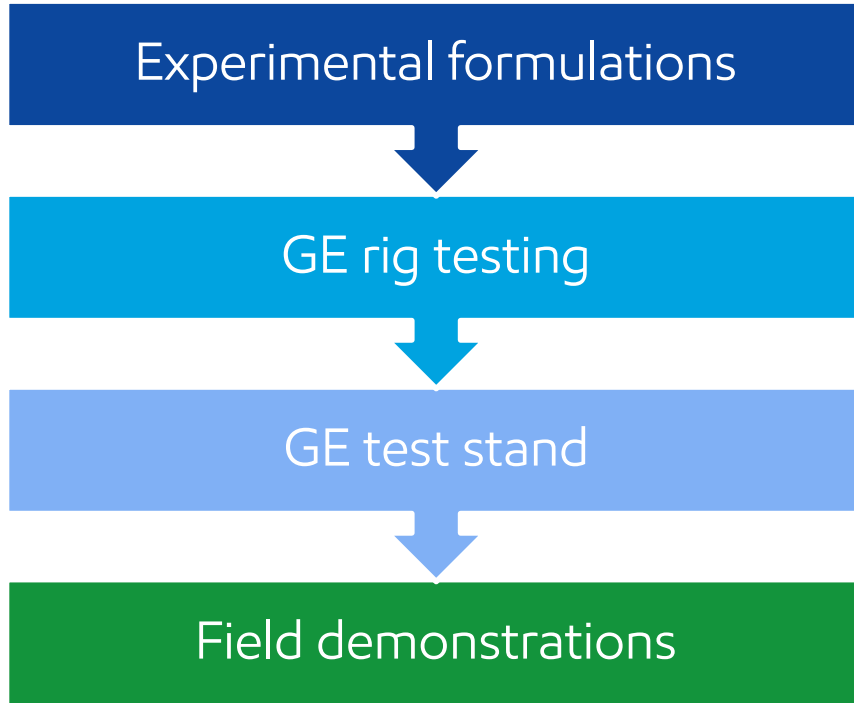 Experimental formulations
GE rig testing
GE test stand
Field demonstrations